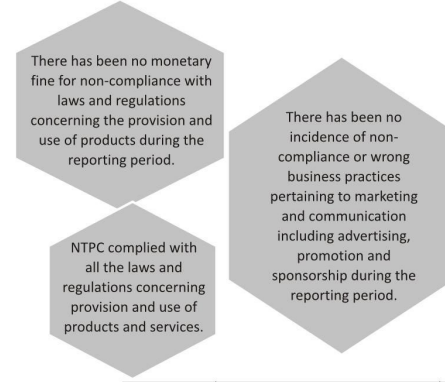 There has been no monetary
fine for non-compliance with
laws and regulations
concerning the provision and
use of products during the
reporting period.
There has been no
incidence of non-
compliance or wrong
business practices
pertaining to marketing
and communication
including advertising,
promotion and
sponsorship during the
reporting period.
NTPC complied with
all the laws and
regulations concerning
provision and use of
products and services.